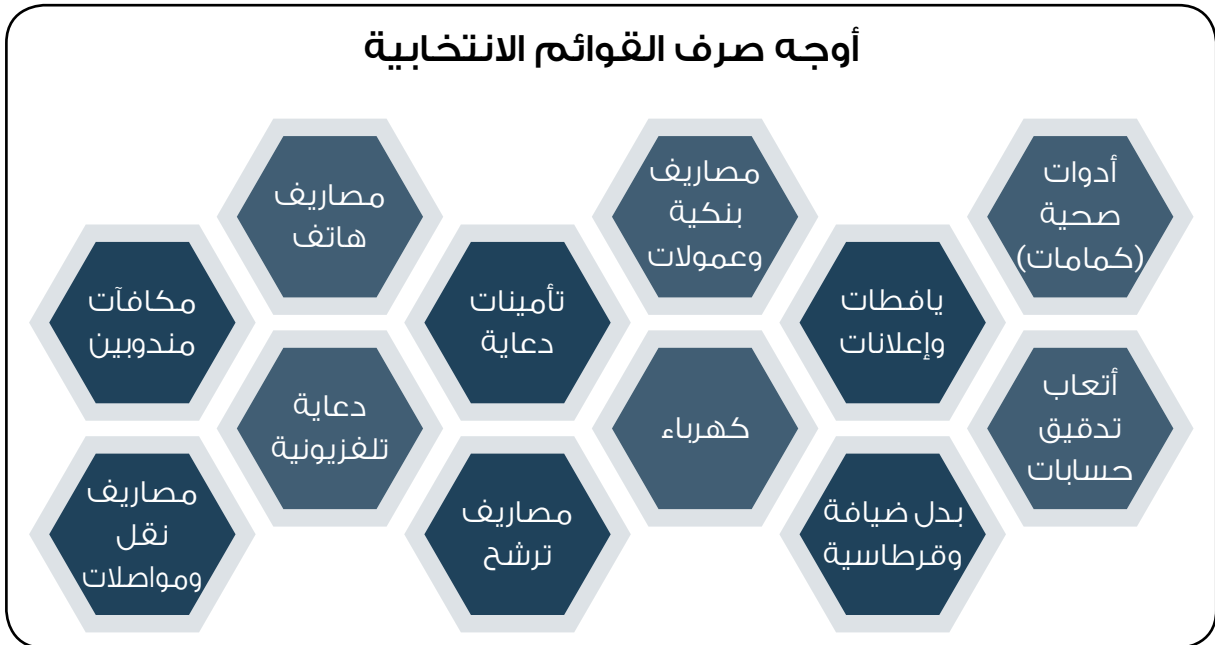 أوجه صرف القوائم الانتخابية
أدوات
صحية
(كمامات)
مصاريف
بنكية
وعمولات
مصاريف
هاتف
يافطات
وإعلانات
تأمينات
دعاية
مكافآت
مندوبين
أتعاب
تدقيق
حسابات
كهرباء
دعاية
تلفزيونية
بدل ضيافة
وقرطاسية
مصاريف
ترشح
مصاريف
نقل
ومواصلات